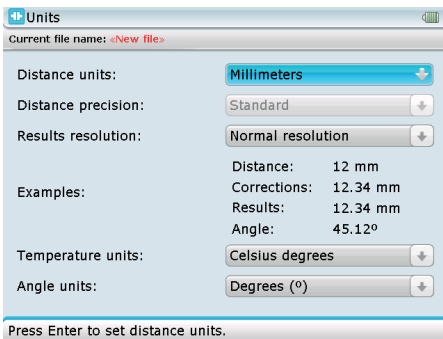 Units
Current file name: «New file»
Distance units: Millimeters
Distance precision: Standard
Results resolution: Normal resolution
Examples:
Distance: 12 mm
Corrections: 12.34 mm
Results: 12.34 mm
Angle: 45.12º
Temperature units: Celsius degrees
Angle units: Degrees (º)
Press Enter to set distance units.